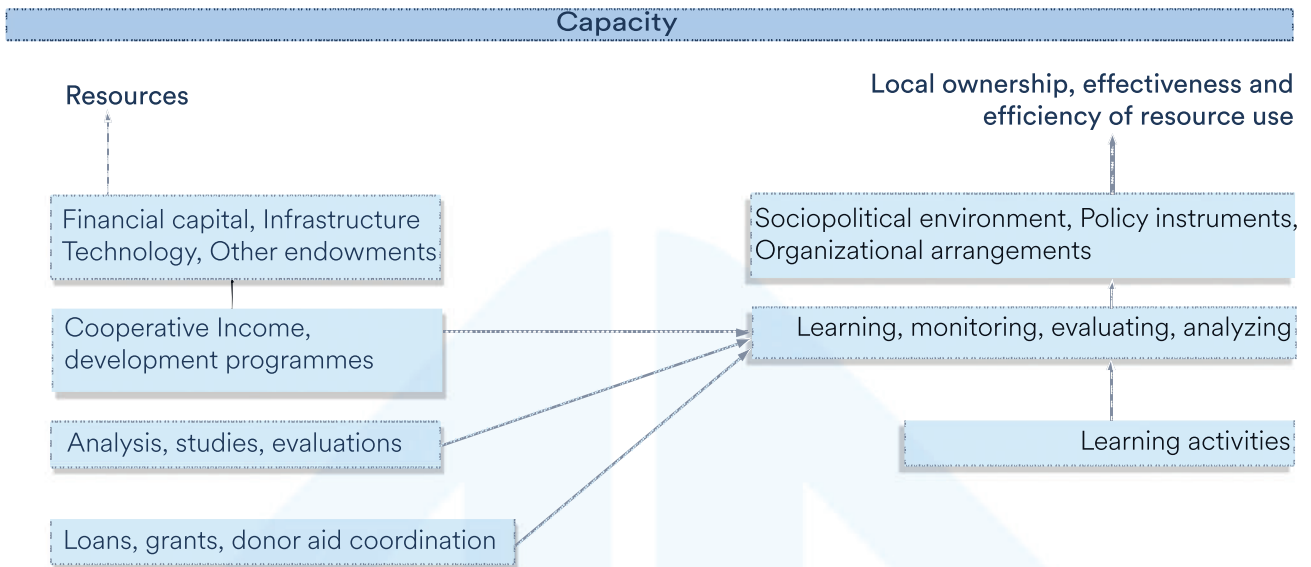 Capacity
Resources
Local ownership, effectiveness and
efficiency of resource use
Financial capital, Infrastructure
Technology, Other endowments
Sociopolitical environment, Policy instruments,
Organizational arrangements
Cooperative Income,
development programmes
Learning, monitoring, evaluating, analyzing
Analysis, studies, evaluations
Learning activities
Loans, grants, donor aid coordination